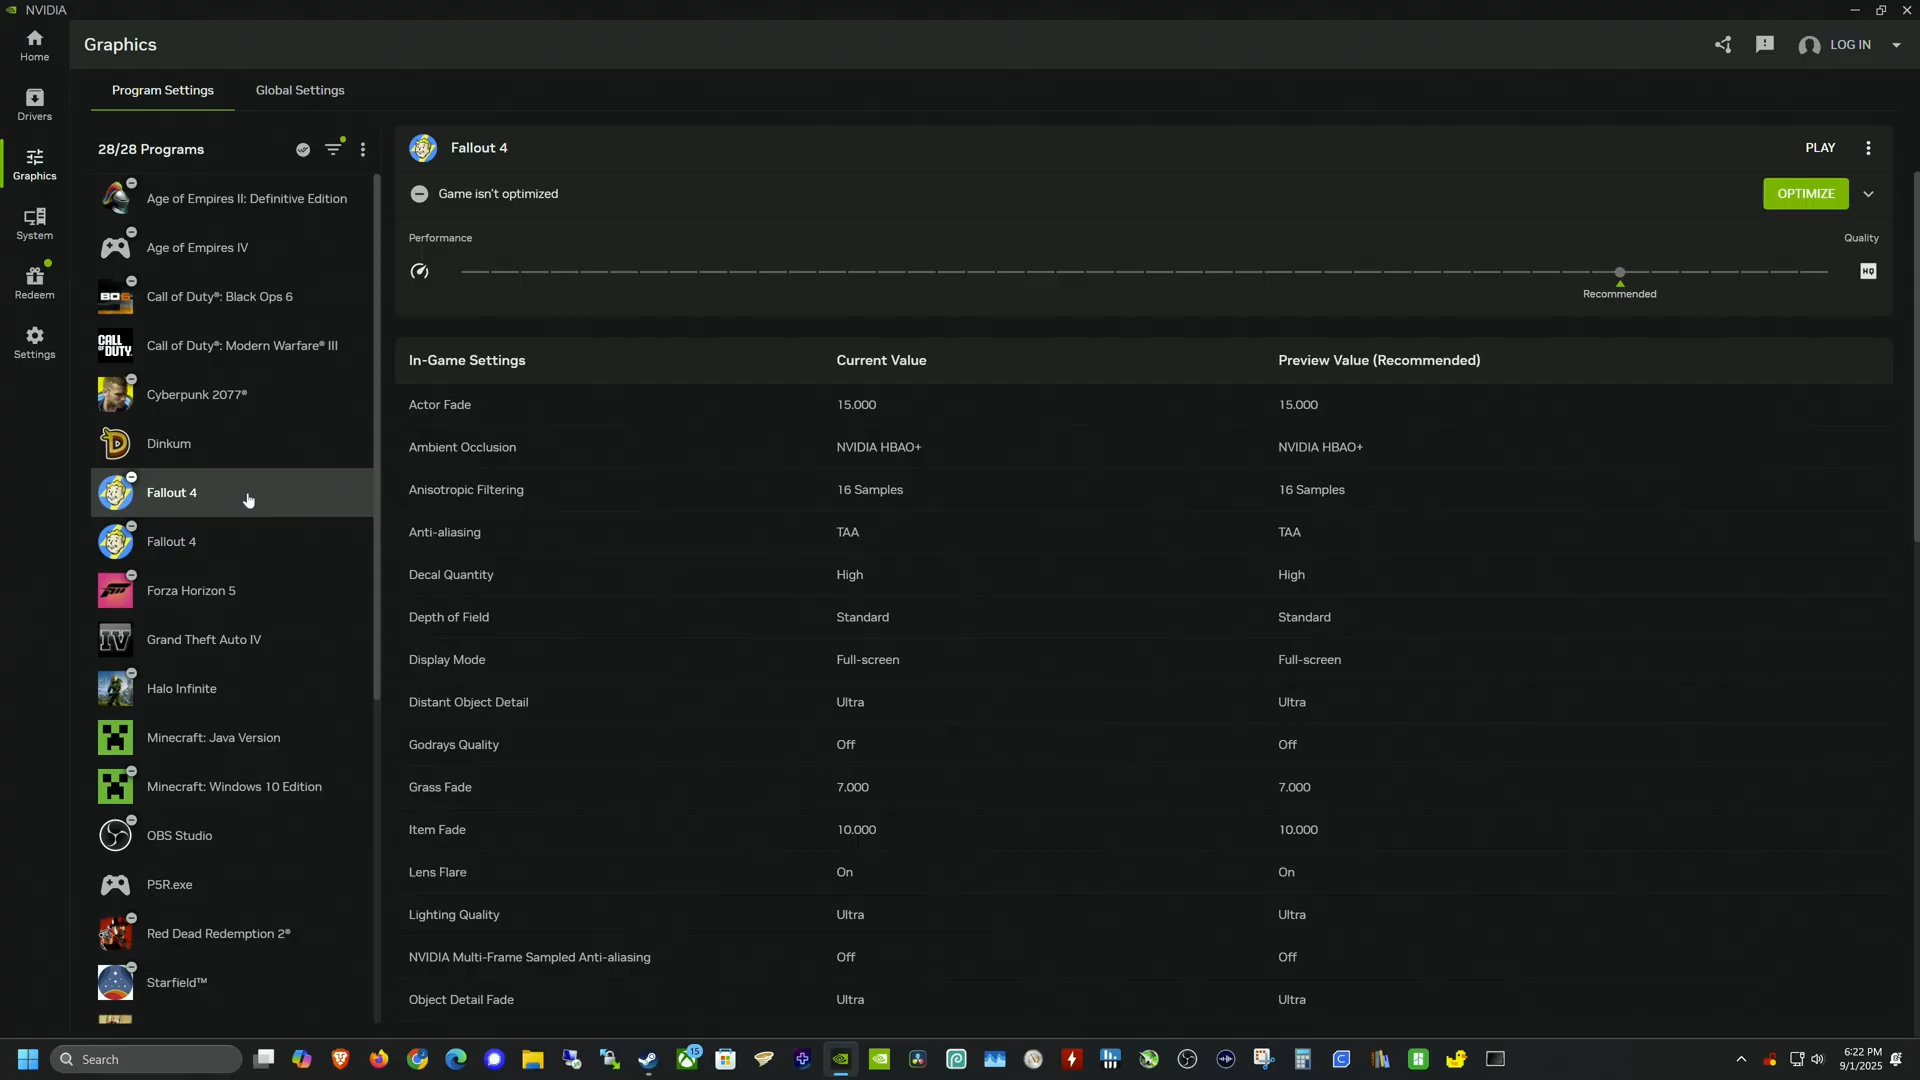 NVIDIA
Home
Drivers
Graphics
System
Redeem
Settings
Graphics
LOG IN
Program Settings
Global Settings
28/28 Programs
Age of Empires II: Definitive Edition
Age of Empires IV
Call of Duty®: Black Ops 6
Call of Duty®: Modern Warfare® III
Cyberpunk 2077®
Dinkum
Fallout 4
Fallout 4
Forza Horizon 5
Grand Theft Auto IV
Halo Infinite
Minecraft: Java Version
Minecraft: Windows 10 Edition
OBS Studio
P5R.exe
Red Dead Redemption 2®
Starfield™
BO6
CALL OF DUTY
IV
Fallout 4
PLAY
Game isn't optimized
OPTIMIZE
Performance
Quality
HQ
Recommended
In-Game Settings Current Value Preview Value (Recommended)
Actor Fade 15.000 15.000
Ambient Occlusion NVIDIA HBAO+ NVIDIA HBAO+
Anisotropic Filtering 16 Samples 16 Samples
Anti-aliasing TAA TAA
Decal Quantity High High
Depth of Field Standard Standard
Display Mode Full-screen Full-screen
Distant Object Detail Ultra Ultra
Godrays Quality Off Off
Grass Fade 7.000 7.000
Item Fade 10.000 10.000
Lens Flare On On
Lighting Quality Ultra Ultra
NVIDIA Multi-Frame Sampled Anti-aliasing Off Off
Object Detail Fade Ultra Ultra
Search
15
6:22 PM
9/1/2025